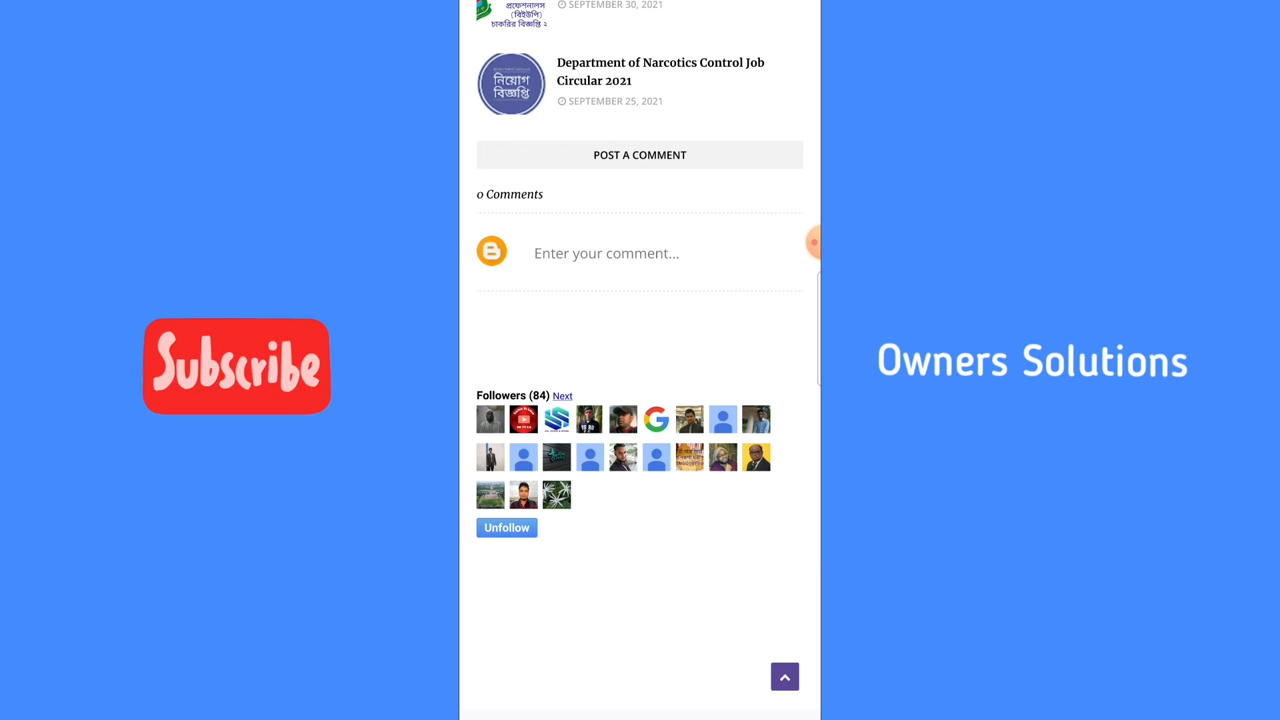 প্রফেশনালস
(বিইউপি)
চাকরির বিজ্ঞপ্তি ২
SEPTEMBER 30, 2021
নিয়োগ
বিজ্ঞপ্তি
Department of Narcotics Control Job
Circular 2021
SEPTEMBER 25, 2021
POST A COMMENT
0 Comments
Enter your comment...
Subscribe
Owners Solutions
Followers (84) Next
Unfollow